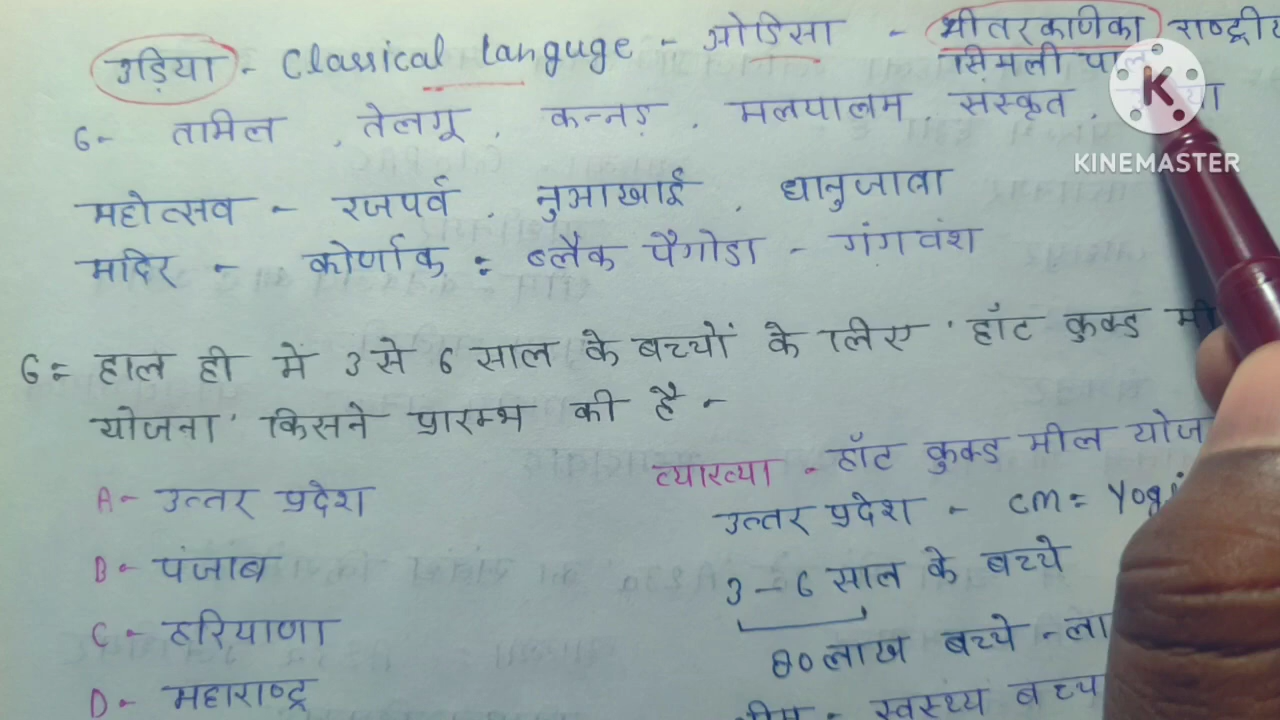 उड़िया - Classical Languge - ओडिसा - भीतरकाणिका राष्ट्रीय
सिमली पाल
6 - तामिल , तेलगू , कन्नड़ , मलयालम , संस्कृत ,
महोत्सव - रजपर्व , नुआखाई , धानुजात्रा
मंदिर - कोर्णाक : ब्लैक पैगोडा - गंगवंश
6 = हाल ही में 3 से 6 साल के बच्चों के लिए 'हॉट कुक्ड
योजना' किसने प्रारम्भ की है -
A - उत्तर प्रदेश
B - पंजाब
C - हरियाणा
D - महाराष्ट्र
व्याख्या - हॉट कुक्ड मील
उत्तर प्रदेश - CM = Yogi
3 - 6 साल के बच्चे
80 लाख बच्चे -
स्वस्थ्य
KINEMASTER